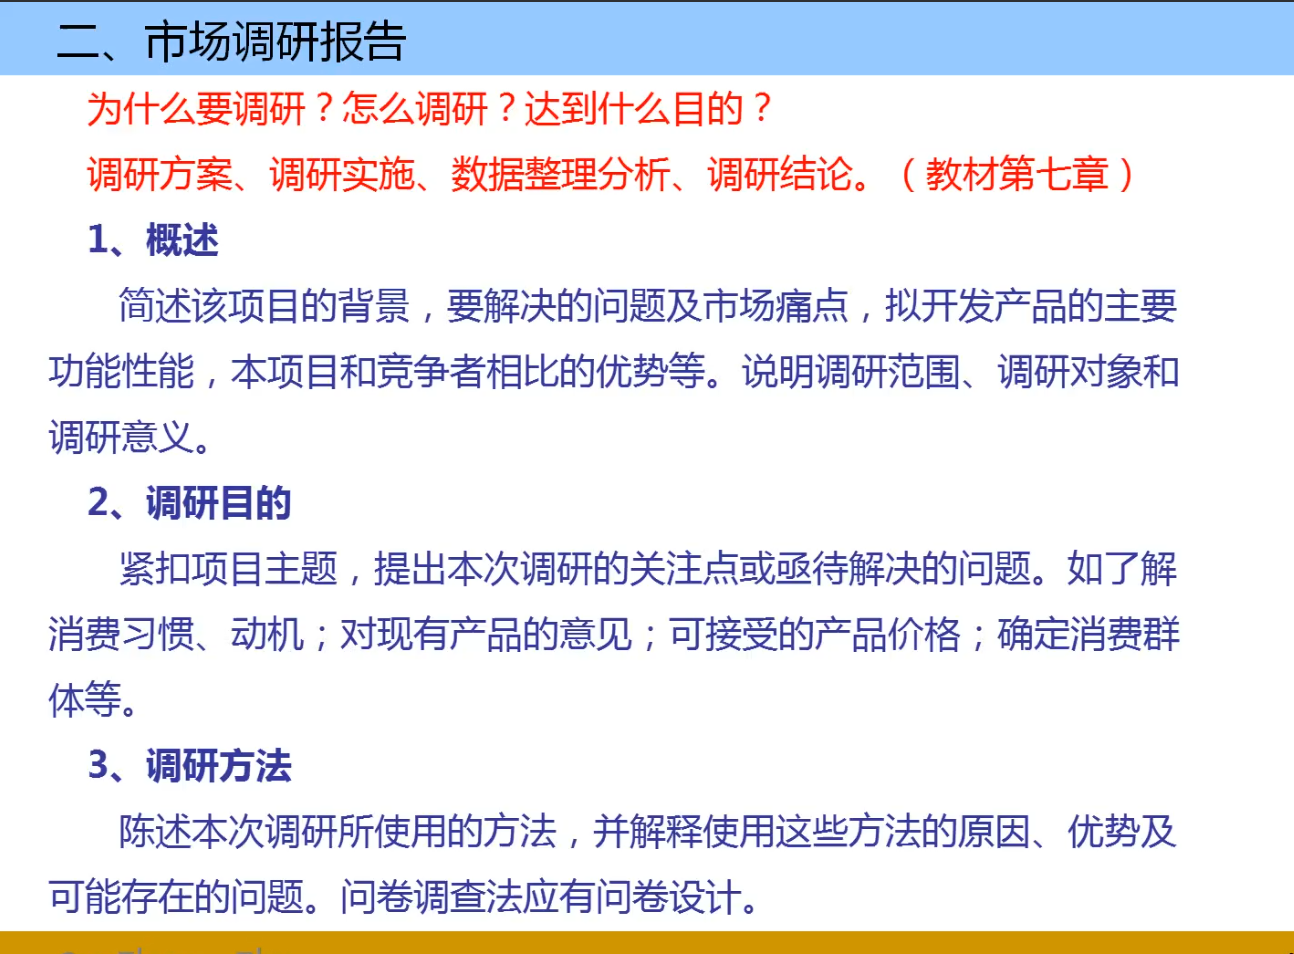 二、市场调研报告
为什么要调研？怎么调研？达到什么目的？
调研方案、调研实施、数据整理分析、调研结论。（教材第七章）
1、概述
简述该项目的背景，要解决的问题及市场痛点，拟开发产品的主要
功能性能，本项目和竞争者相比的优势等。说明调研范围、调研对象和
调研意义。
2、调研目的
紧扣项目主题，提出本次调研的关注点或亟待解决的问题。如了解
消费习惯、动机；对现有产品的意见；可接受的产品价格；确定消费群
体等。
3、调研方法
陈述本次调研所使用的方法，并解释使用这些方法的原因、优势及
可能存在的问题。问卷调查法应有问卷设计。